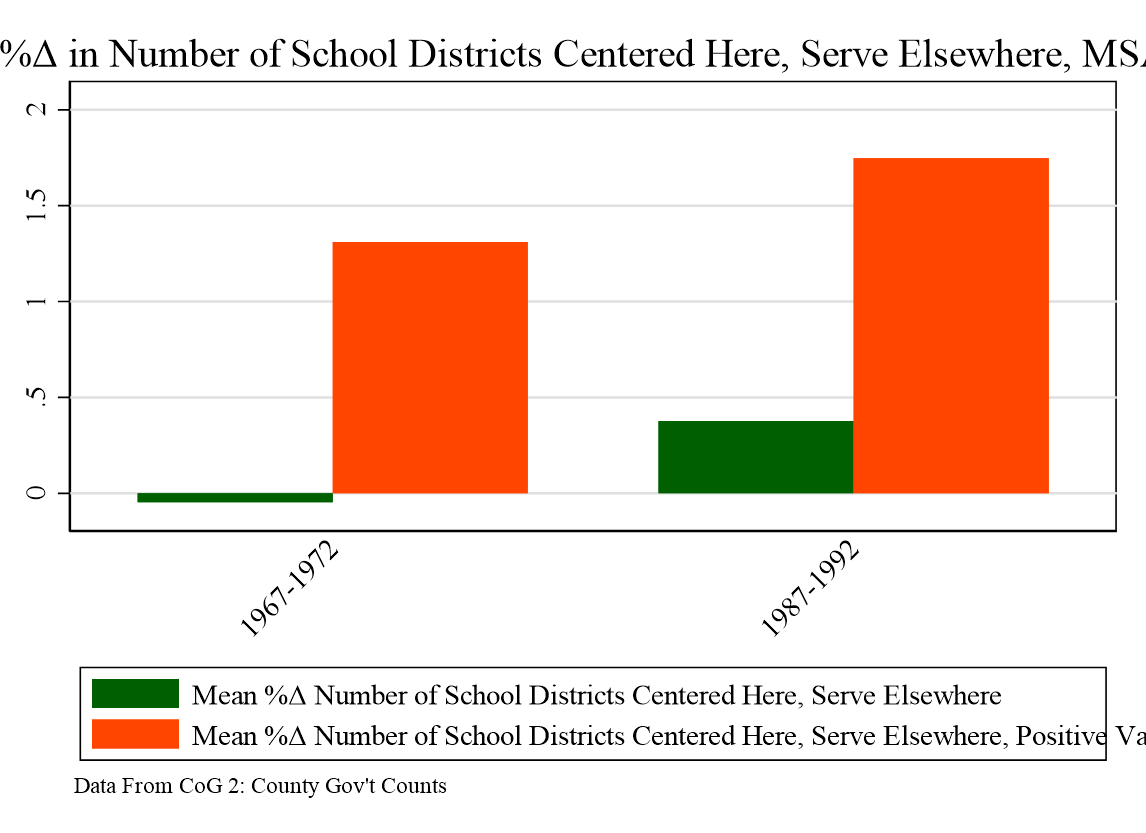 %Δ in Number of School Districts Centered Here, Serve Elsewhere,
2
1.5
1
.5
0
1967-1972
1987-1992
Mean %Δ Number of School Districts Centered Here, Serve Elsewhere
Mean %Δ Number of School Districts Centered Here, Serve Elsewhere, Positive
Data From CoG 2: County Gov't Counts